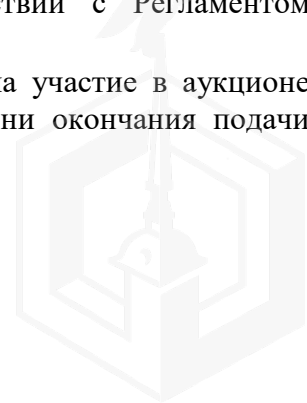 с Регламентом
участие в аукционе
окончания подачи